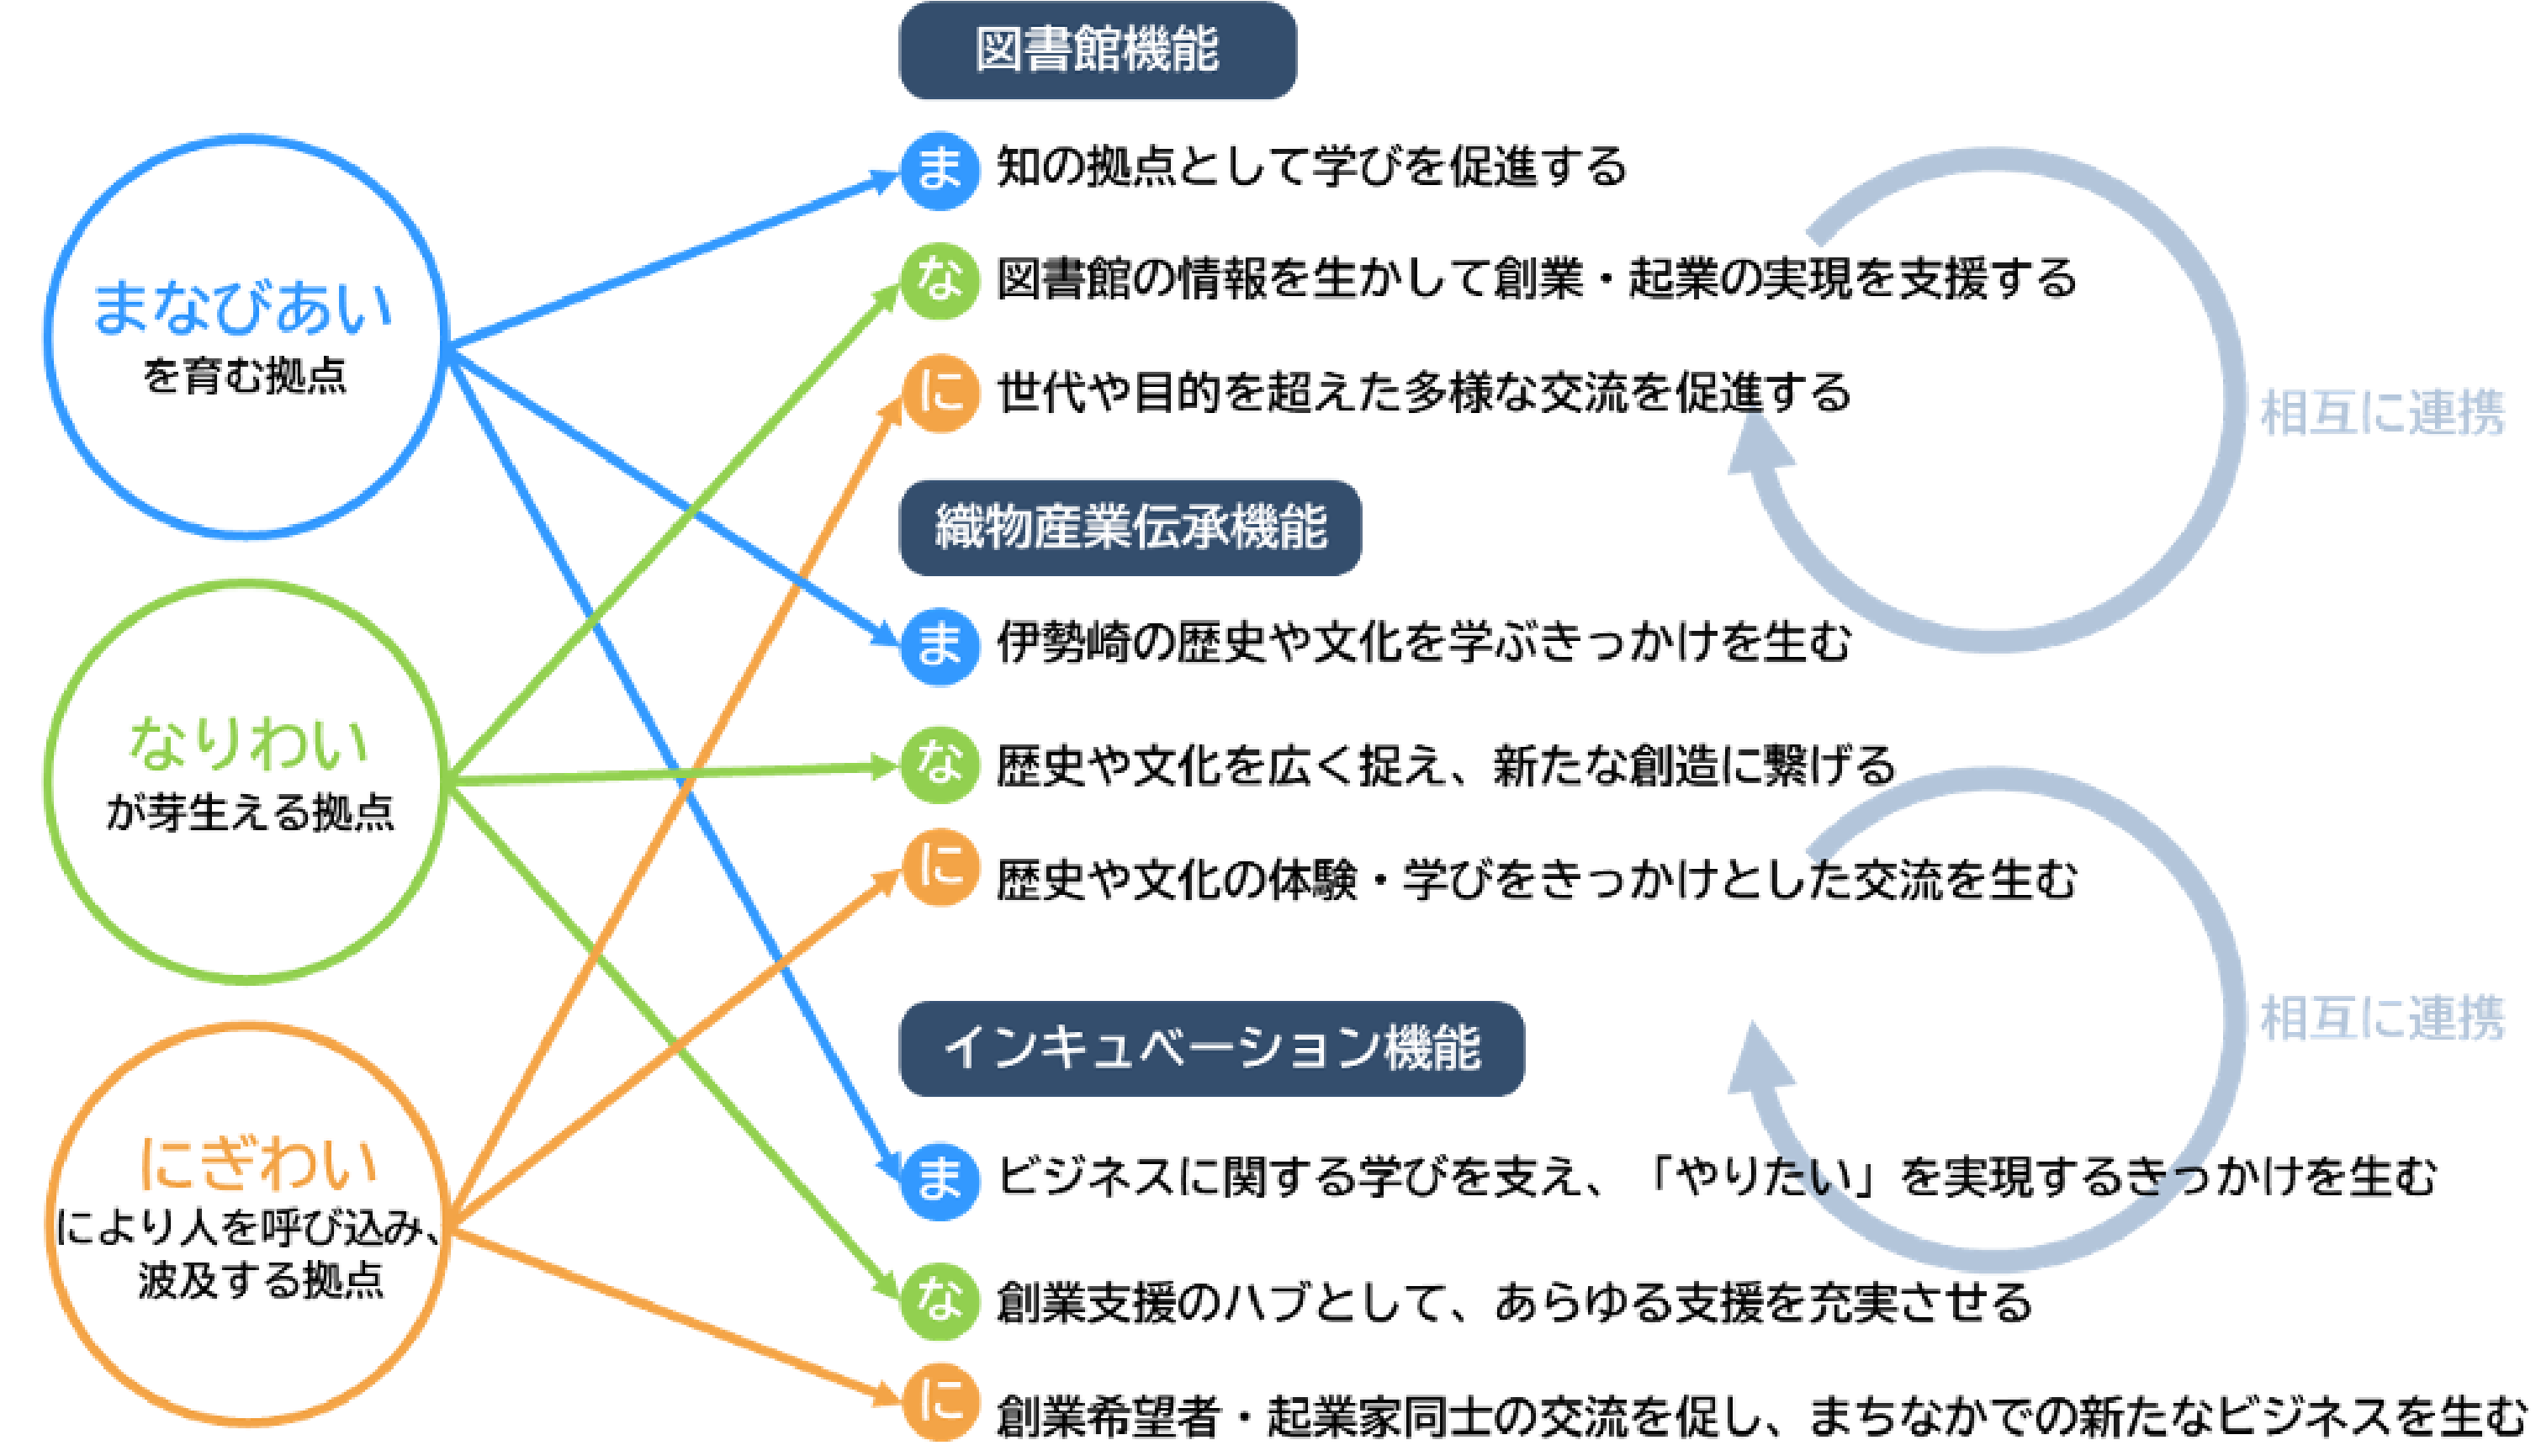 まなびあい
を育む拠点
なりわい
が芽生える拠点
にぎわい
により人を呼び込み、
波及する拠点
図書館機能
ま 知の拠点として学びを促進する
な 図書館の情報を生かして創業・起業の実現を支援する
に 世代や目的を超えた多様な交流を促進する
織物産業伝承機能
ま 伊勢崎の歴史や文化を学ぶきっかけを生む
な 歴史や文化を広く捉え、新たな創造に繋げる
に 歴史や文化の体験・学びをきっかけとした交流を生む
インキュベーション機能
ま ビジネスに関する学びを支え、「やりたい」を実現するきっかけを生む
な 創業支援のハブとして、あらゆる支援を充実させる
に 創業希望者・起業家同士の交流を促し、まちなかでの新たなビジネスを生む
相互に連携
相互に連携